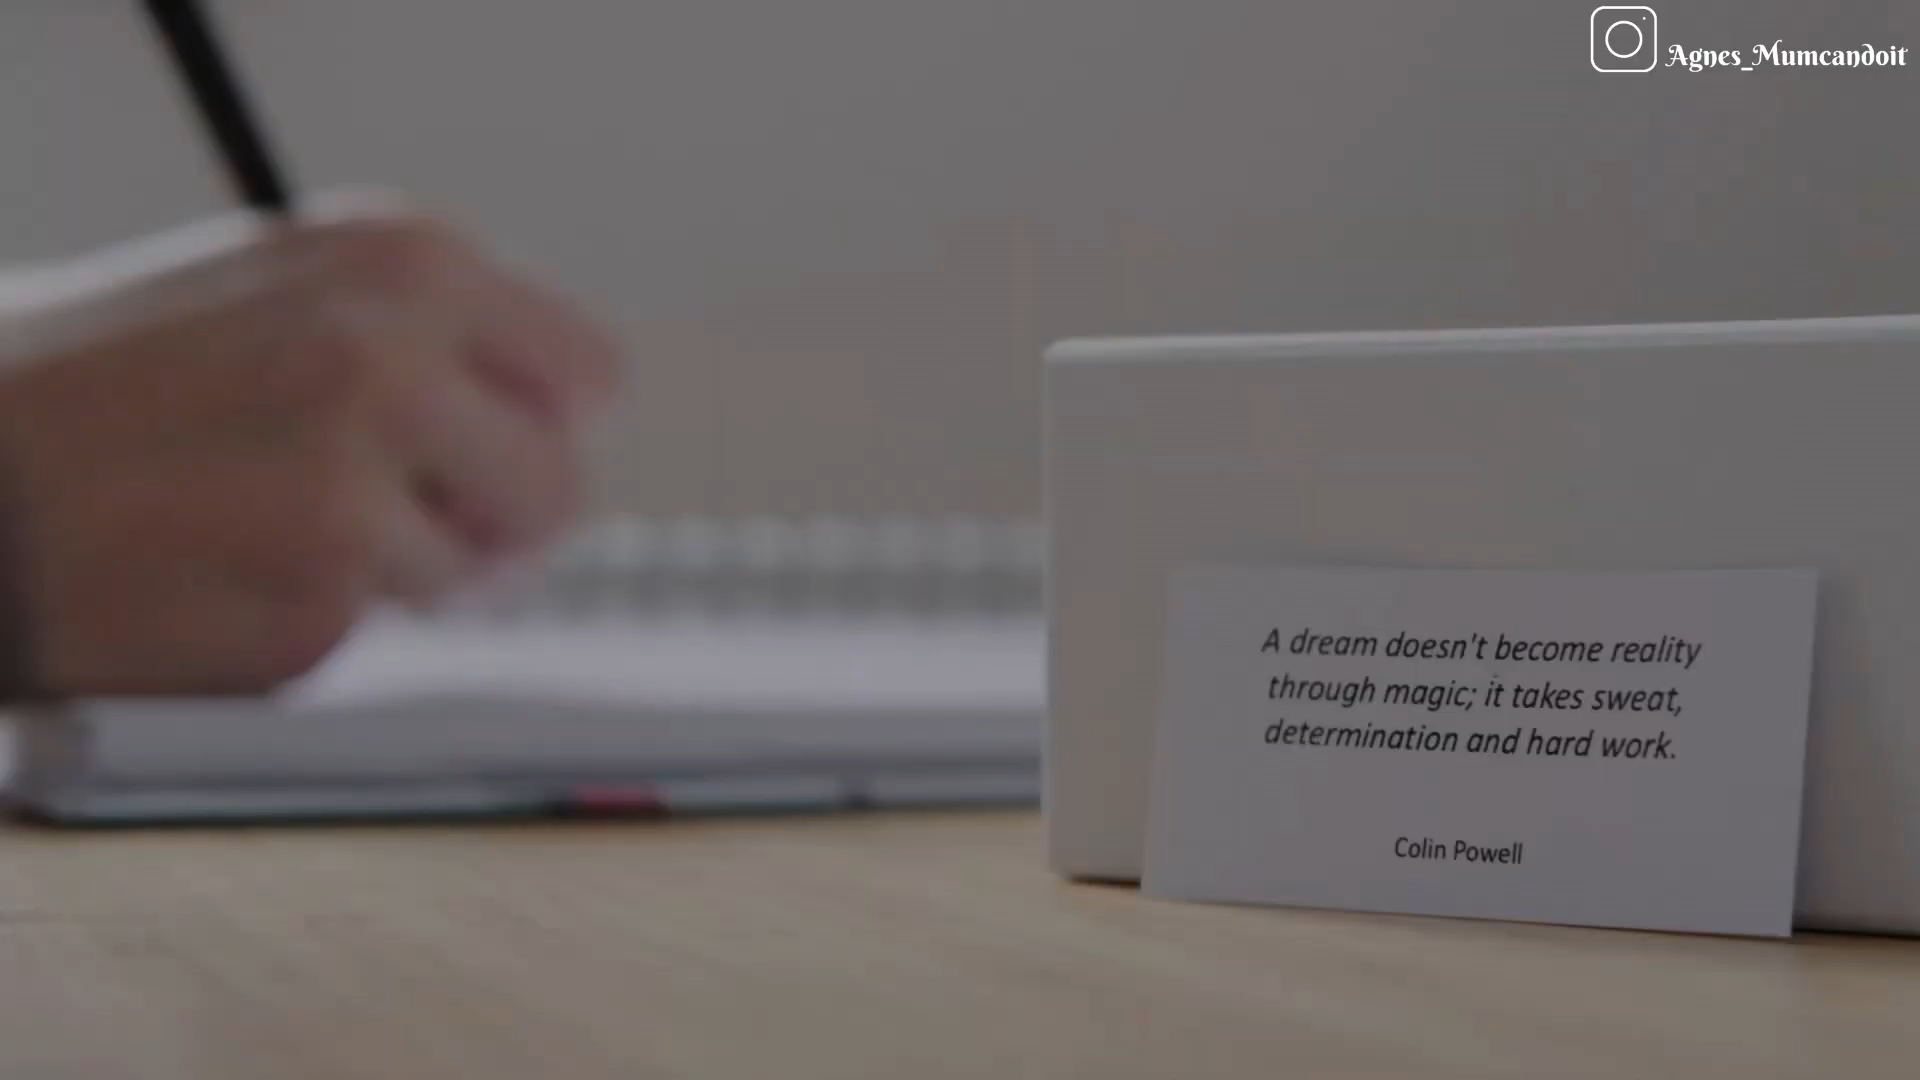 Agnes_Mumcandoit
A dream doesn't become reality
through magic; it takes sweat,
determination and hard work.
Colin Powell